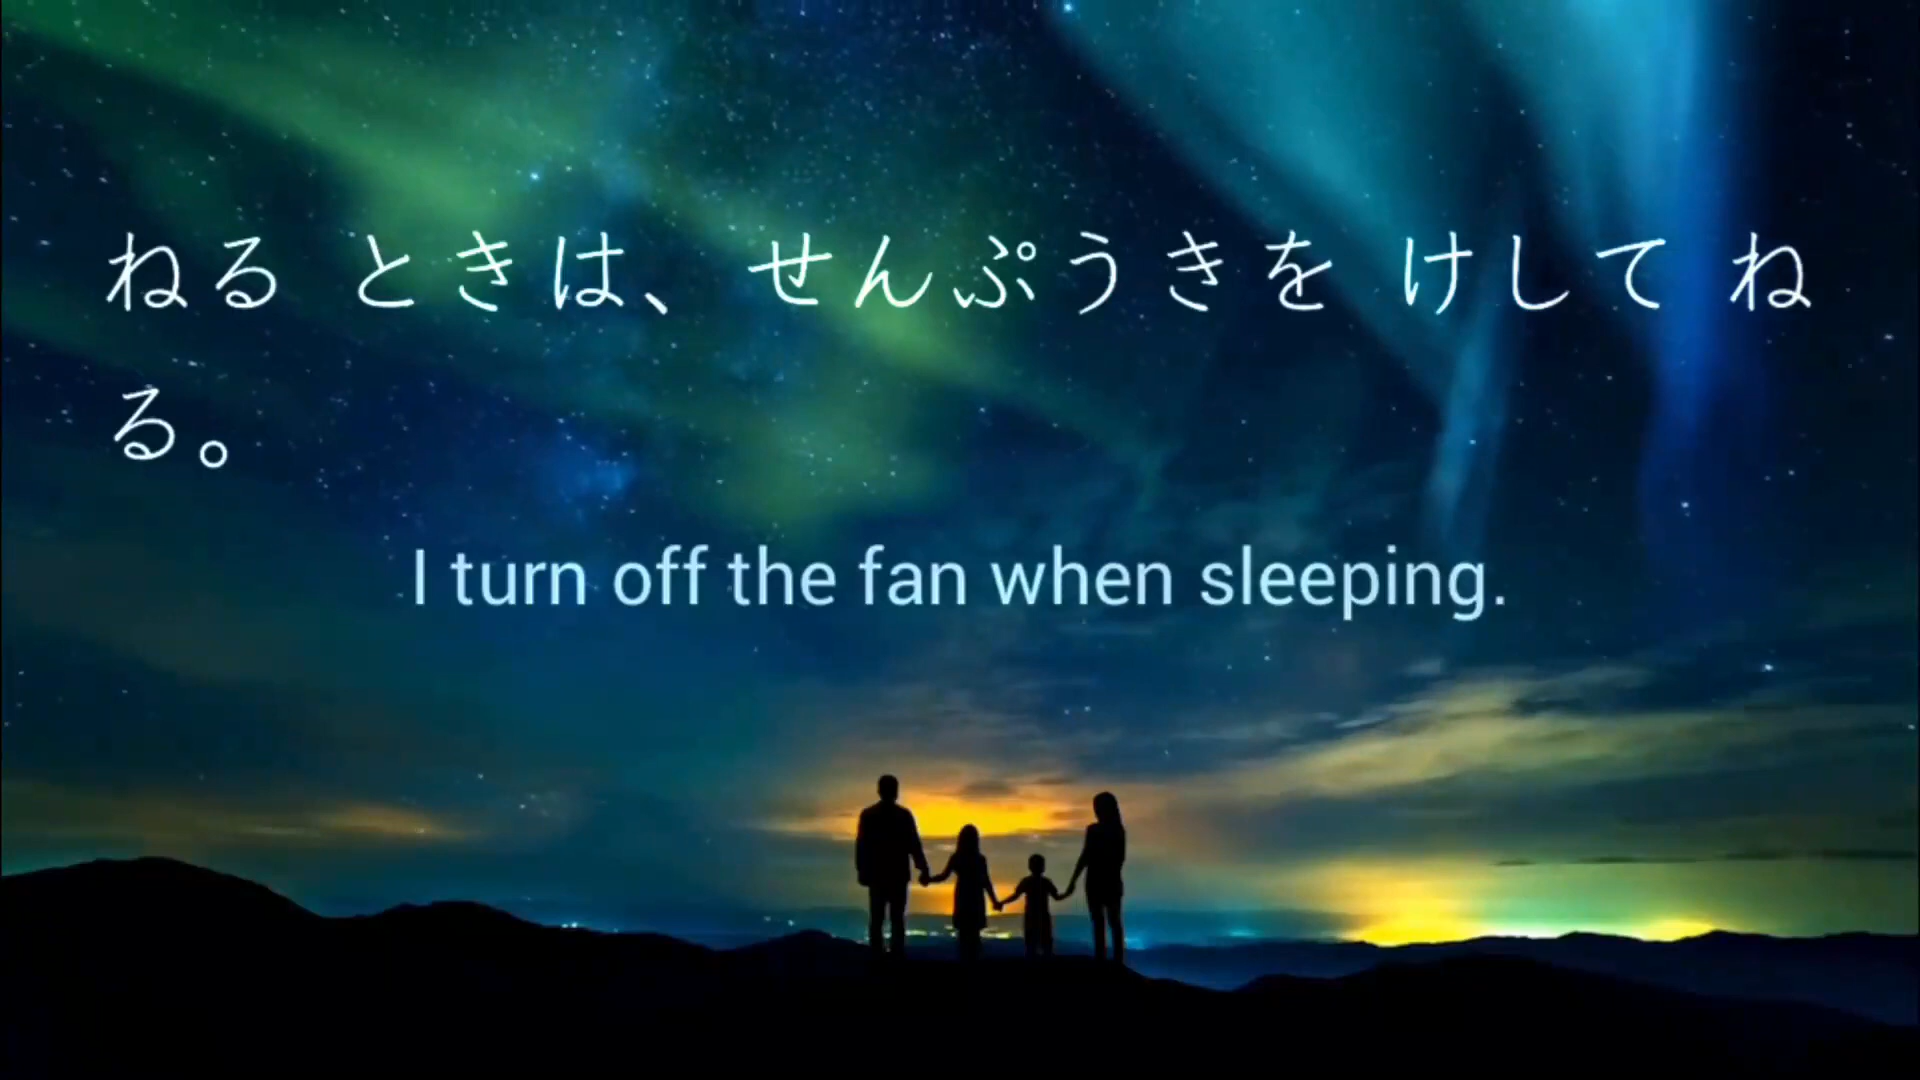 ねる ときは、 せんぷうきを けして ね
る。
I turn off the fan when sleeping.